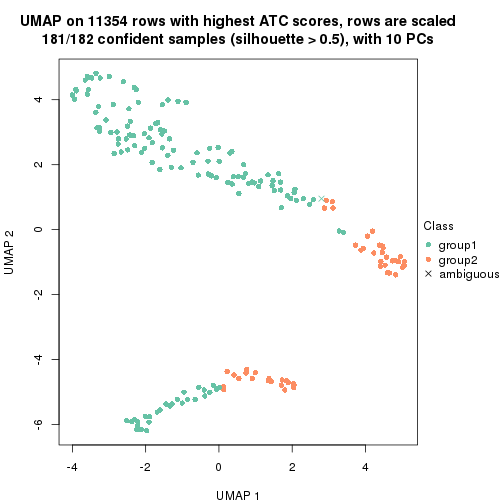 UMAP on 11354 rows with highest ATC scores, rows are scaled
181/182 confident samples (silhouette > 0.5), with 10 PCs
4
2
0
-2
-4
-6
UMAP 2
-4
-2
0
2
4
UMAP 1
Class
group1
group2
ambiguous